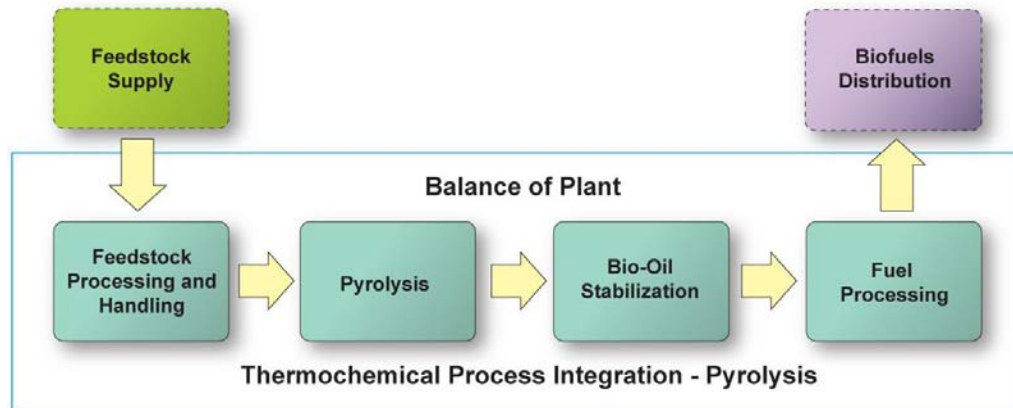 Feedstock
Supply
Biofuels
Distribution
Balance of Plant
Feedstock
Processing and
Handling
Pyrolysis
Bio-Oil
Stabilization
Fuel
Processing
Thermochemical Process Integration - Pyrolysis